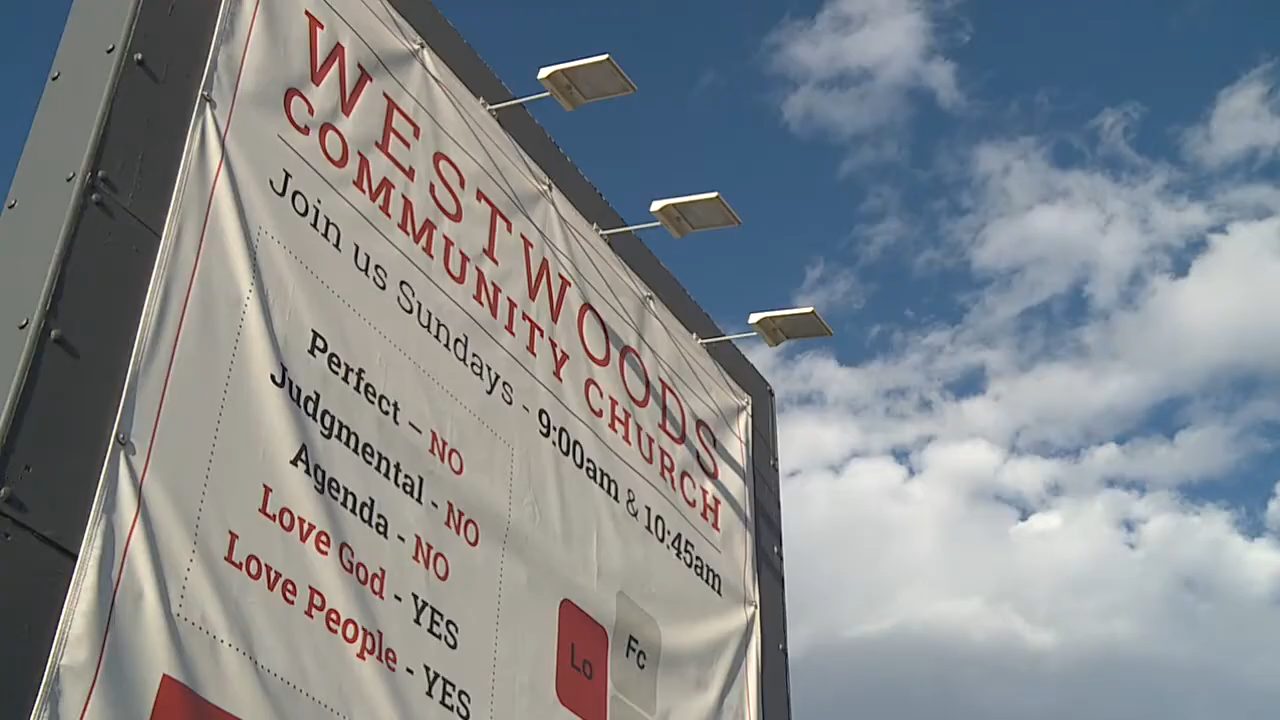 WESTWOODS
COMMUNITY CHURCH
Join us Sundays - 9:00am & 10:45am
Perfect – NO
Judgmental - NO
Agenda - NO
Love God - YES
Love People - YES
Lo
Fc